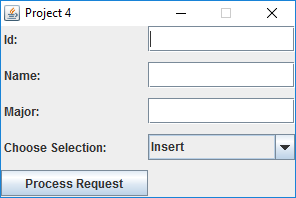 Project 4
Id:
Name:
Major:
Choose Selection: Insert
Process Request